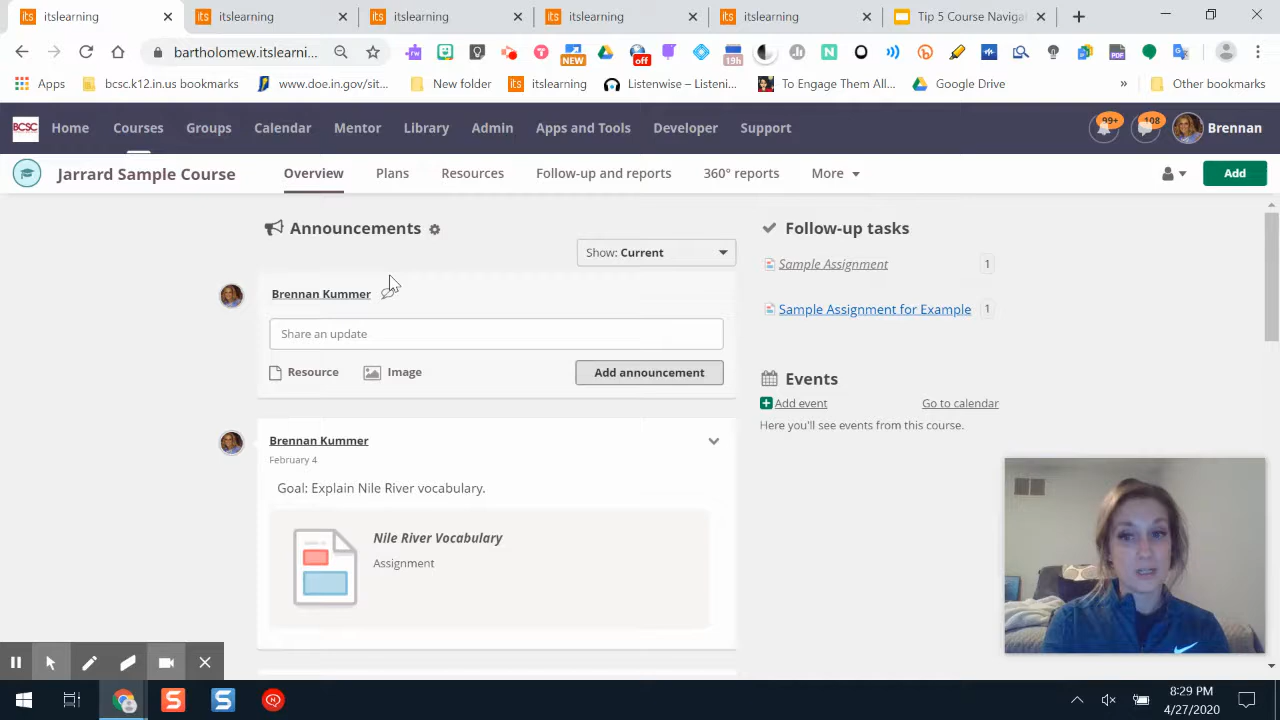 itslearning
itslearning
itslearning
itslearning
itslearning
Tip 5 Course Naviga
bartholomew.itslearni...
NEW
off
19h
Apps
bcsc.k12.in.us bookmarks
www.doe.in.gov/sit...
New folder
its
itslearning
Listenwise – Listeni...
To Engage Them All...
Google Drive
»
Other bookmarks
BCSC
Home
Courses
Groups
Calendar
Mentor
Library
Admin
Apps and Tools
Developer
Support
99+
108
Brennan
Jarrard Sample Course
Overview
Plans
Resources
Follow-up and reports
360° reports
More
Add
Announcements
Show: Current
Brennan Kummer
Share an update
Resource
Image
Add announcement
Brennan Kummer
February 4
Goal: Explain Nile River vocabulary.
Nile River Vocabulary
Assignment
Follow-up tasks
Sample Assignment
1
Sample Assignment for Example
1
Events
Add event
Go to calendar
Here you'll see events from this course.
8:29 PM
4/27/2020